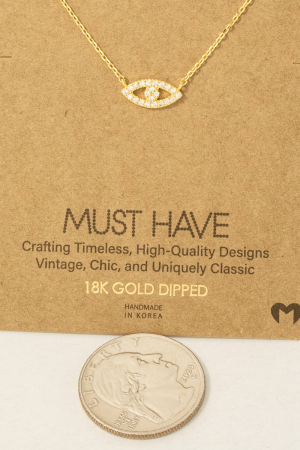 MUST HAVE
Crafting Timeless, High-Quality Designs
Vintage, Chic, and Uniquely Classic
18K GOLD DIPPED
HANDMADE
IN KOREA
M
LIBERTY